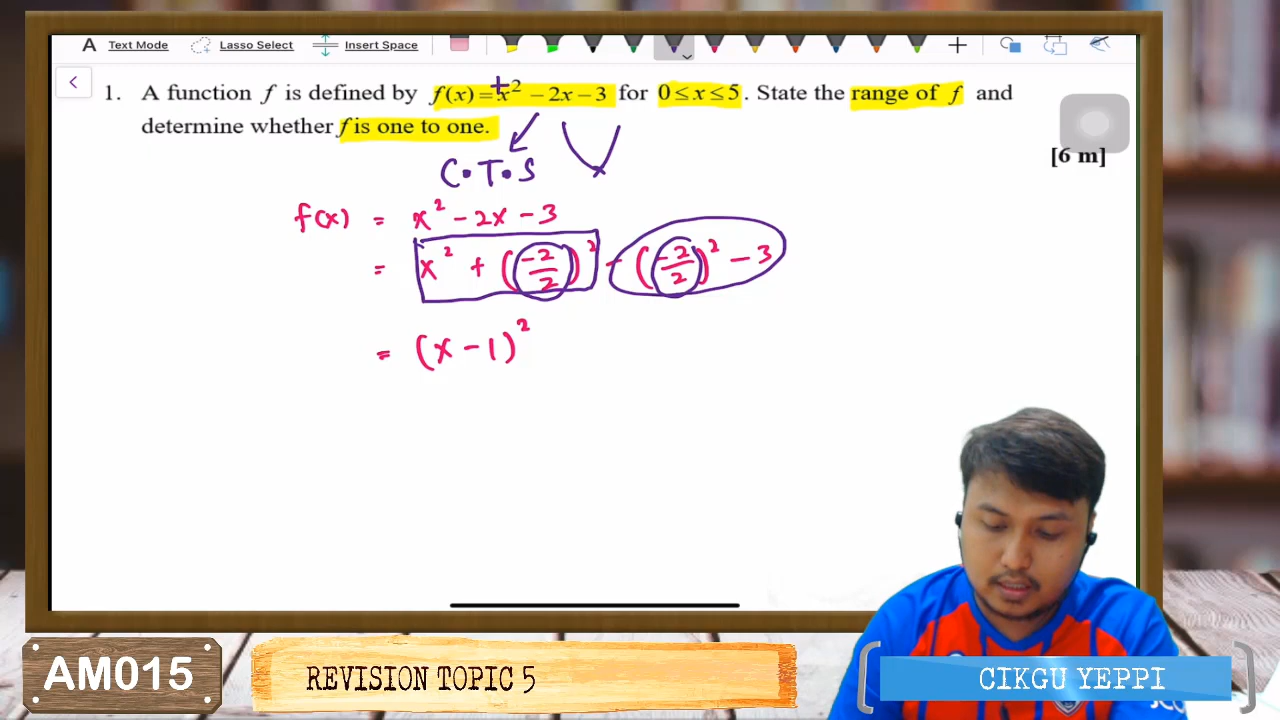 A Text Mode Lasso Select Insert Space
1. A function f is defined by f(x) = x² − 2x − 3 for 0 ≤ x ≤ 5. State the range of f and
determine whether f is one to one.
[6 m]
C.T.S
f(x) = x² − 2x − 3
= x² + (−2/2)² − (−2/2)² − 3
= (x − 1)²
AM015
REVISION TOPIC 5
CIKGU YEPPI